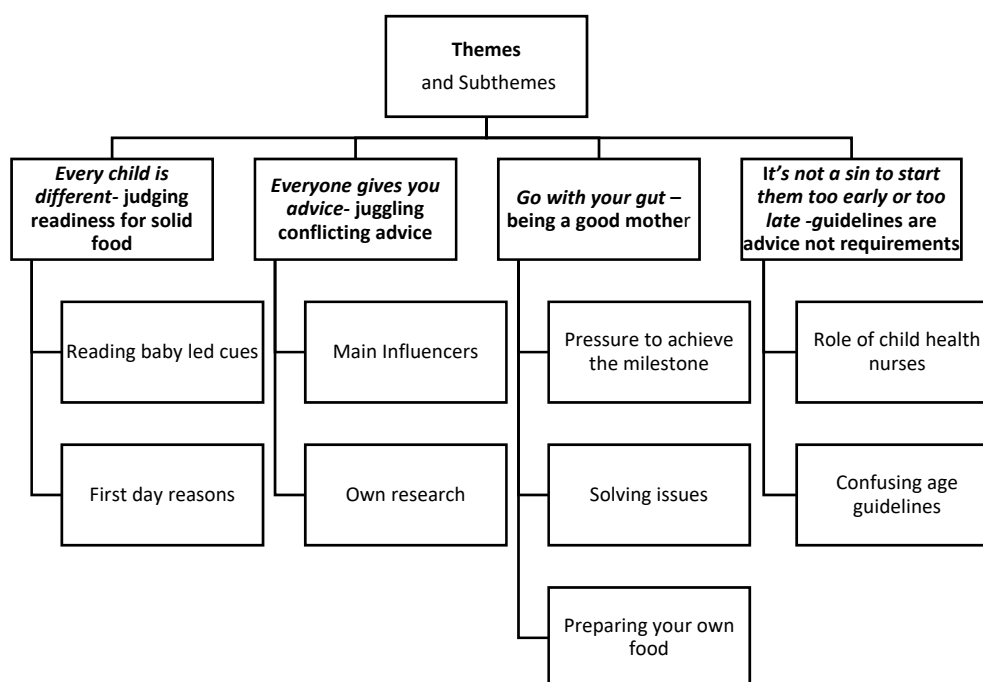 Themes
and Subthemes
Every child is
different- judging
readiness for solid
food
Everyone gives you
advice- juggling
conflicting advice
Go with your gut –
being a good mother
It's not a sin to start
them too early or too
late -guidelines are
advice not requirements
Reading baby led cues
Main Influencers
Pressure to achieve
the milestone
Role of child health
nurses
First day reasons
Own research
Solving issues
Confusing age
guidelines
Preparing your own
food